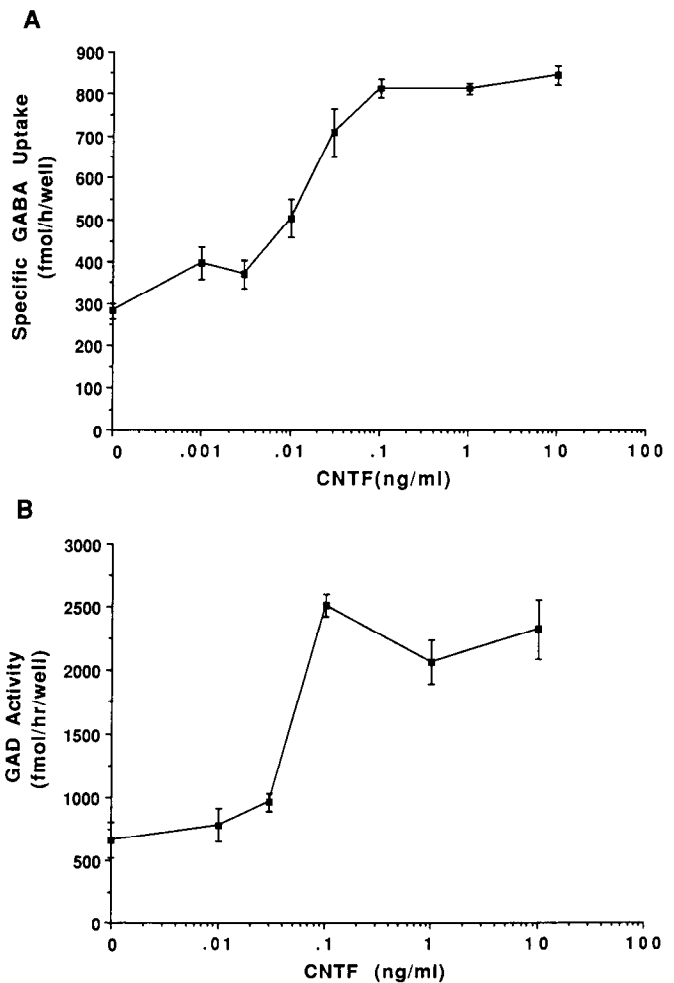 A
900
800
700
600
500
400
300
200
100
0
Specific GABA Uptake
(fmol/h/well)
0 .001 .01 .1 1 10 100
CNTF(ng/ml)
B
3000
2500
2000
1500
1000
500
0
GAD Activity
(fmol/hr/well)
0 .01 .1 1 10 100
CNTF (ng/ml)